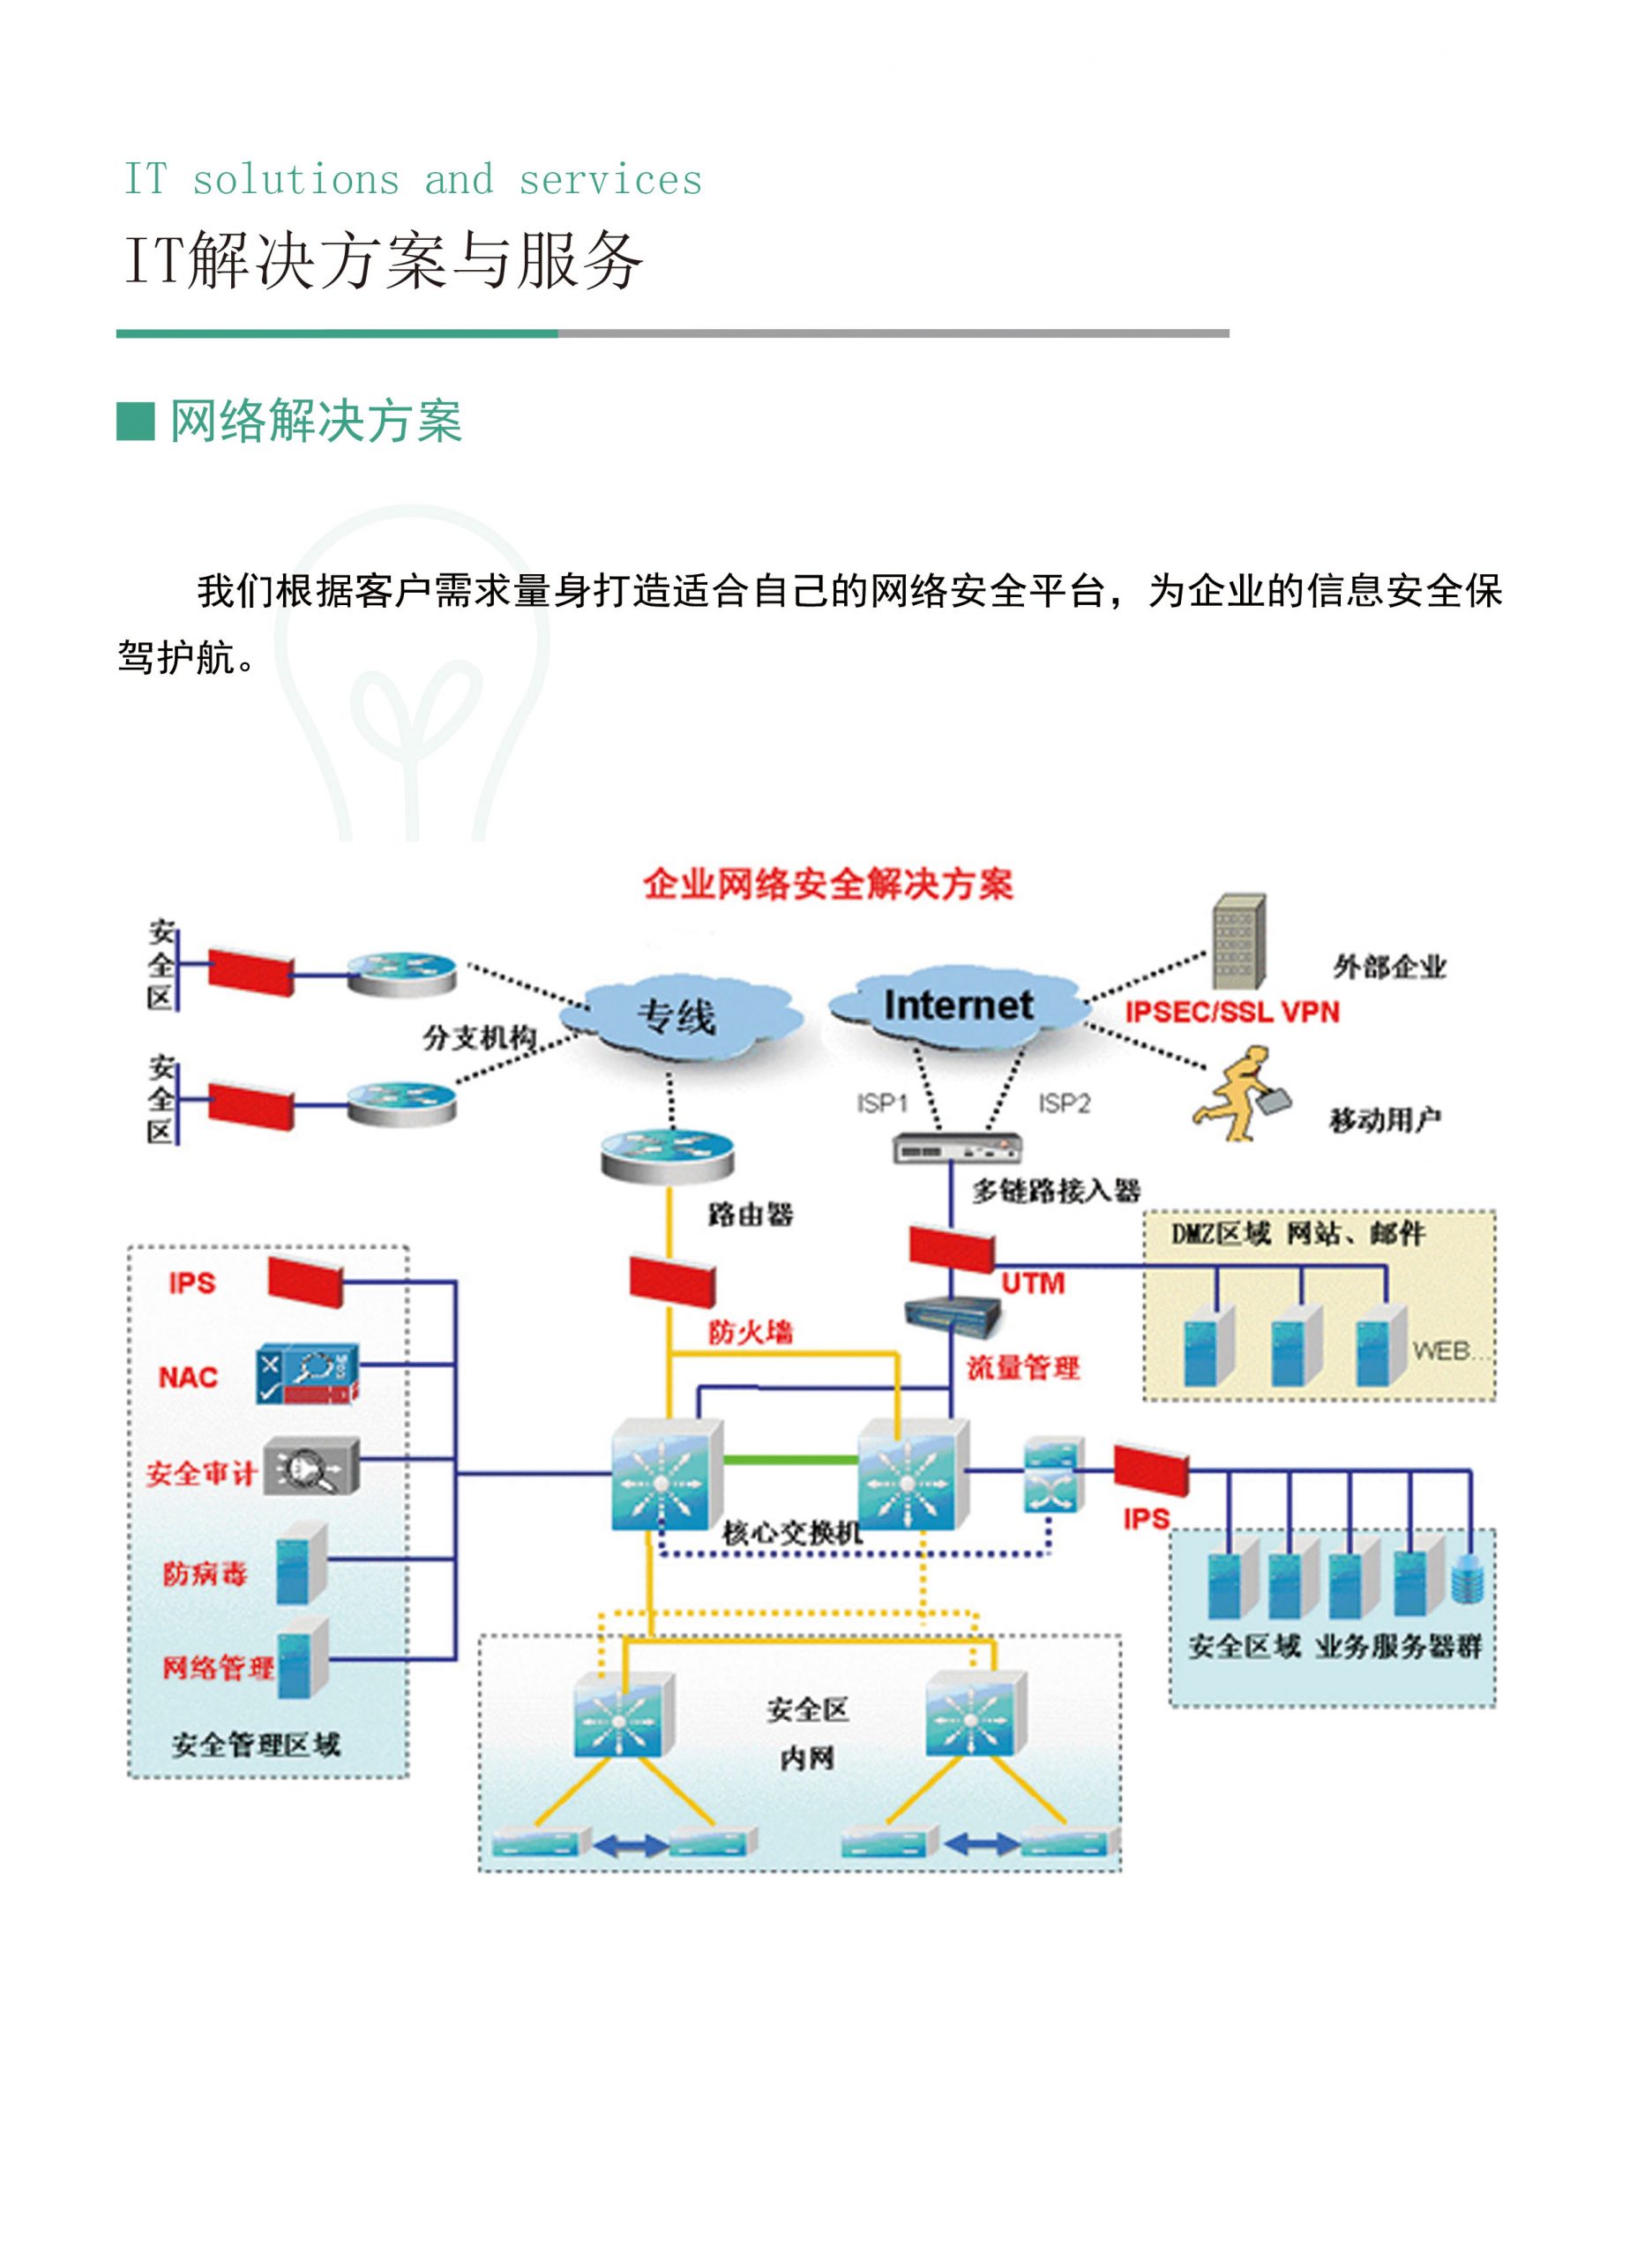 IT solutions and services
IT解决方案与服务
网络解决方案
我们根据客户需求量身打造适合自己的网络安全平台，为企业的信息安全保
驾护航。
企业网络安全解决方案
安全区
分支机构
安全区
专线
Internet
外部企业
IPSEC/SSL VPN
ISP1
ISP2
移动用户
多链路接入器
路由器
DMZ区域 网站、邮件
WEB...
UTM
防火墙
流量管理
IPS
NAC
安全审计
防病毒
网络管理
安全管理区域
核心交换机
IPS
安全区域 业务服务器群
安全区
内网